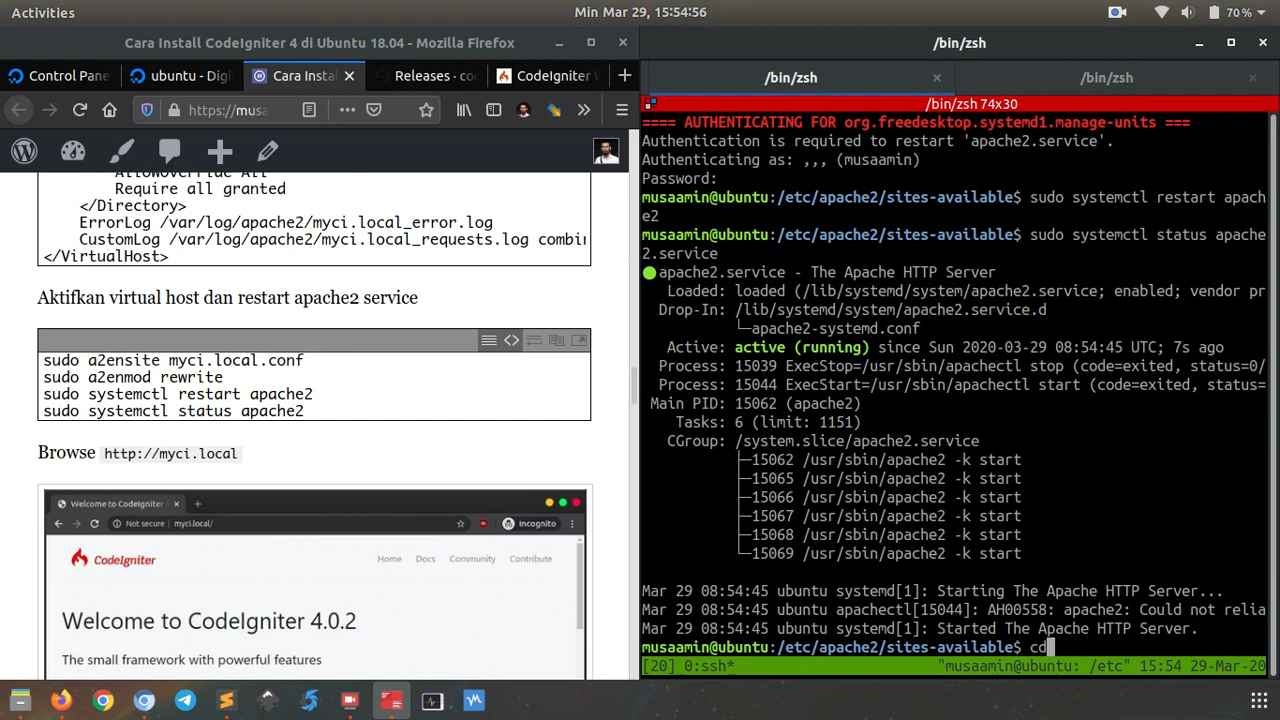 Activities
Min Mar 29, 15:54:56
70 %
Cara Install CodeIgniter 4 di Ubuntu 18.04 - Mozilla Firefox
Control Pane
ubuntu - Digi
Cara Instal
Releases · co
CodeIgniter W
https://musa
AllowOverride All
Require all granted
</Directory>
ErrorLog /var/log/apache2/myci.local_error.log
CustomLog /var/log/apache2/myci.local_requests.log combin
</VirtualHost>
Aktifkan virtual host dan restart apache2 service
sudo a2ensite myci.local.conf
sudo a2enmod rewrite
sudo systemctl restart apache2
sudo systemctl status apache2
Browse http://myci.local
Welcome to CodeIgniter
Not secure | myci.local/
Incognito
CodeIgniter
Home Docs Community Contribute
Welcome to CodeIgniter 4.0.2
The small framework with powerful features
/bin/zsh
/bin/zsh
/bin/zsh
/bin/zsh 74x30
==== AUTHENTICATING FOR org.freedesktop.systemd1.manage-units ===
Authentication is required to restart 'apache2.service'.
Authenticating as: ,,, (musaamin)
Password:
musaamin@ubuntu:/etc/apache2/sites-available$ sudo systemctl restart apach
e2
musaamin@ubuntu:/etc/apache2/sites-available$ sudo systemctl status apache
2.service
● apache2.service - The Apache HTTP Server
Loaded: loaded (/lib/systemd/system/apache2.service; enabled; vendor pr
Drop-In: /lib/systemd/system/apache2.service.d
└─apache2-systemd.conf
Active: active (running) since Sun 2020-03-29 08:54:45 UTC; 7s ago
Process: 15039 ExecStop=/usr/sbin/apachectl stop (code=exited, status=0/
Process: 15044 ExecStart=/usr/sbin/apachectl start (code=exited, status=
Main PID: 15062 (apache2)
Tasks: 6 (limit: 1151)
CGroup: /system.slice/apache2.service
├─15062 /usr/sbin/apache2 -k start
├─15065 /usr/sbin/apache2 -k start
├─15066 /usr/sbin/apache2 -k start
├─15067 /usr/sbin/apache2 -k start
├─15068 /usr/sbin/apache2 -k start
└─15069 /usr/sbin/apache2 -k start
Mar 29 08:54:45 ubuntu systemd[1]: Starting The Apache HTTP Server...
Mar 29 08:54:45 ubuntu apachectl[15044]: AH00558: apache2: Could not relia
Mar 29 08:54:45 ubuntu systemd[1]: Started The Apache HTTP Server.
musaamin@ubuntu:/etc/apache2/sites-available$ cd
[20] 0:ssh* "musaamin@ubuntu: /etc" 15:54 29-Mar-20